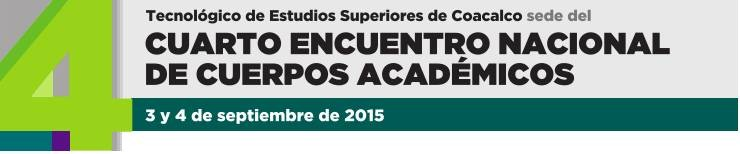 4
Tecnológico de Estudios Superiores de Coacalco sede del
CUARTO ENCUENTRO NACIONAL
DE CUERPOS ACADÉMICOS
3 y 4 de septiembre de 2015